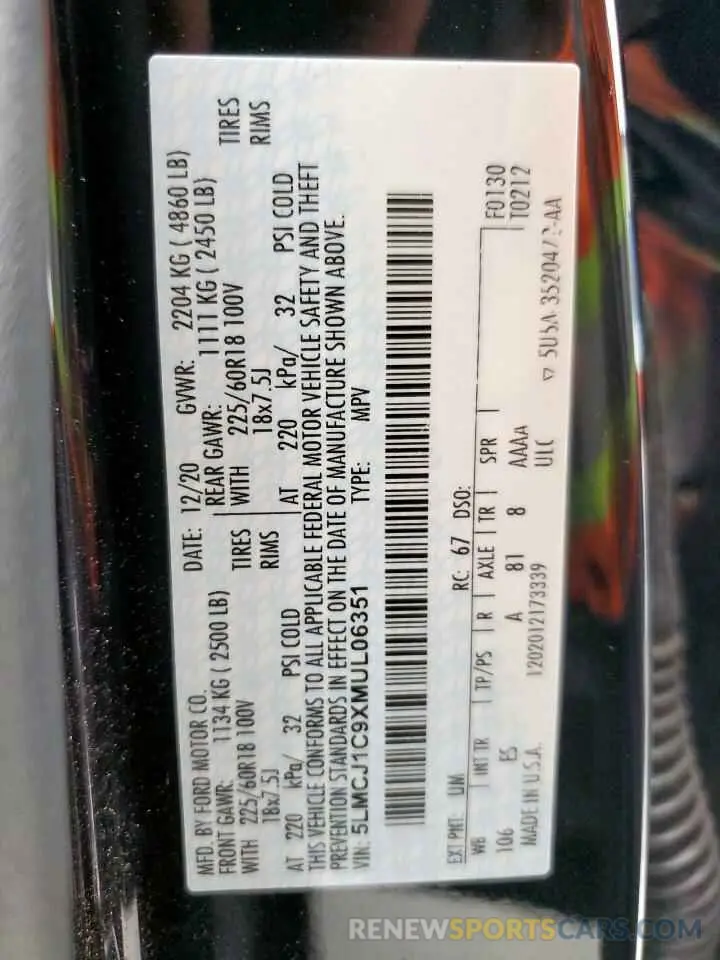 MFD. BY FORD MOTOR CO.
DATE: 12/20 GVWR: 2204 KG ( 4860 LB)
FRONT GAWR: 1134 KG ( 2500 LB) REAR GAWR: 1111 KG ( 2450 LB)
WITH 225/60R18 100V TIRES WITH 225/60R18 100V TIRES
18x7.5J RIMS 18x7.5J RIMS
AT 220 kPa/ 32 PSI COLD AT 220 kPa/ 32 PSI COLD
THIS VEHICLE CONFORMS TO ALL APPLICABLE FEDERAL MOTOR VEHICLE SAFETY AND THEFT
PREVENTION STANDARDS IN EFFECT ON THE DATE OF MANUFACTURE SHOWN ABOVE.
VIN: 5LMCJ1C9XMUL06351 TYPE: MPV
EXT PNT: UM RC: 67 DSO: F0130
WB INT TR TP/PS R AXLE TR SPR T0212
106 ES A 81 8 AAAA
MADE IN U.S.A. 1202012173339 ULC
RENEWSPORTSCARS.COM